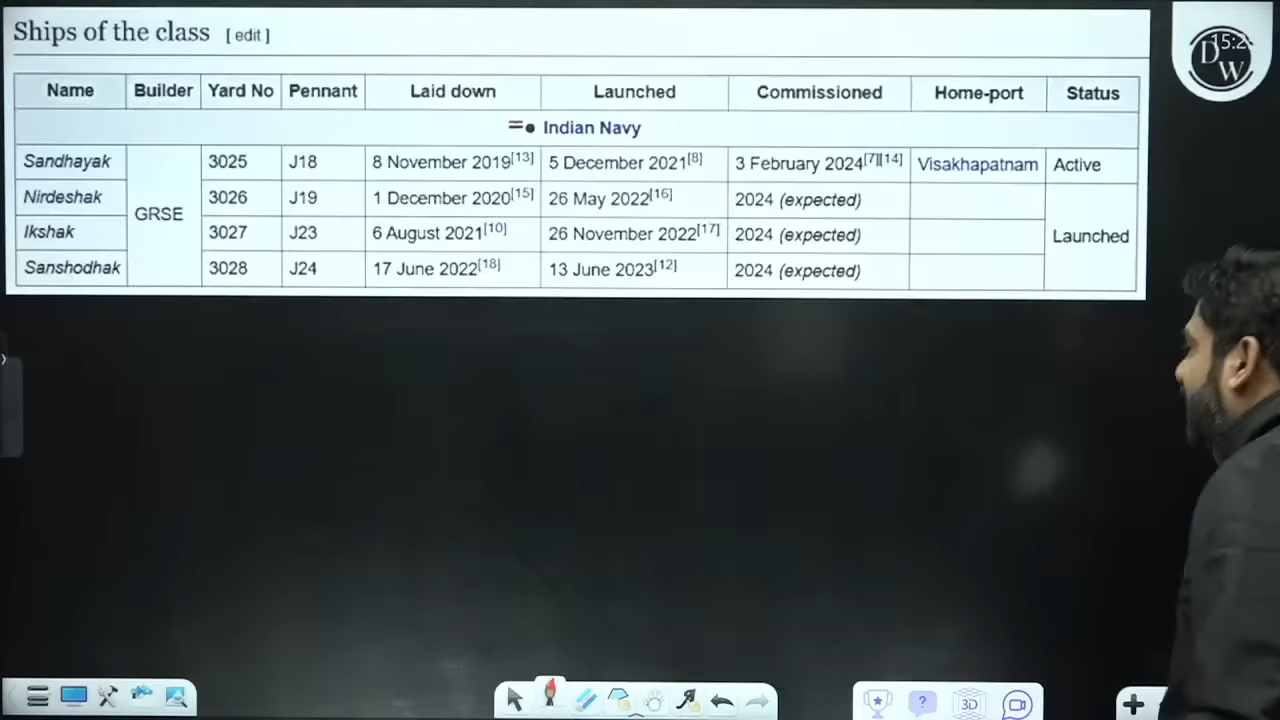 Ships of the class [ edit ]
Name Builder Yard No Pennant Laid down Launched Commissioned Home-port Status
Indian Navy
Sandhayak GRSE 3025 J18 8 November 2019[13] 5 December 2021[8] 3 February 2024[7][14] Visakhapatnam Active
Nirdeshak 3026 J19 1 December 2020[15] 26 May 2022[16] 2024 (expected) Launched
Ikshak 3027 J23 6 August 2021[10] 26 November 2022[17] 2024 (expected)
Sanshodhak 3028 J24 17 June 2022[18] 13 June 2023[12] 2024 (expected)
15:2
D
W
?
3D